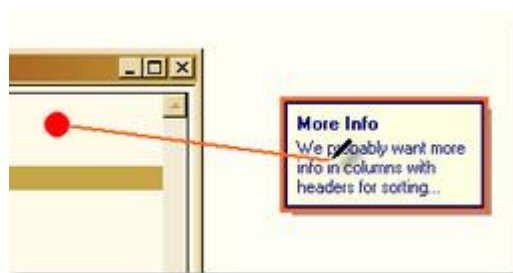 More Info
We probably want more
info in columns with
headers for sorting...